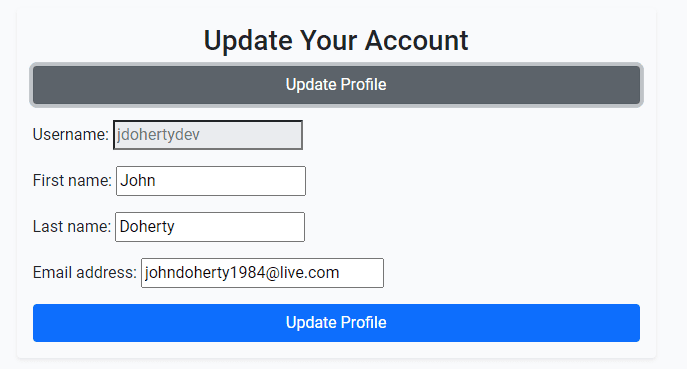 Update Your Account
Update Profile
Username: jdohertydev
First name: John
Last name: Doherty
Email address: johndoherty1984@live.com
Update Profile